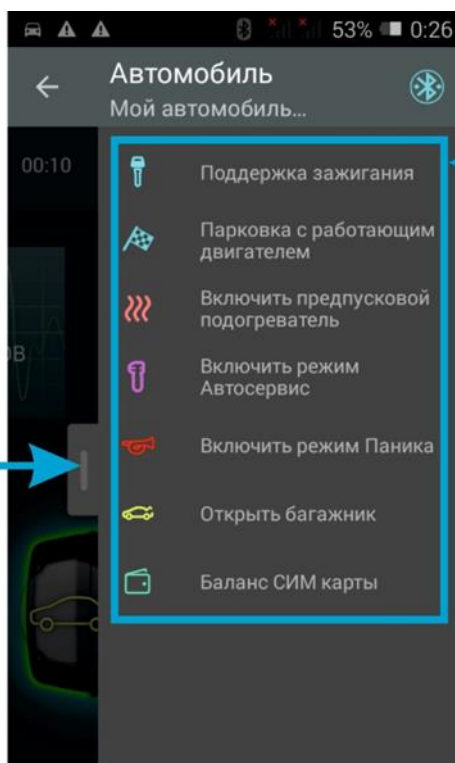 53% 0:26
Автомобиль
Мой автомобиль...
00:10
Поддержка зажигания
Парковка с работающим
двигателем
Включить предпусковой
подогреватель
ОВ
Включить режим
Автосервис
Включить режим Паника
Открыть багажник
Баланс СИМ карты